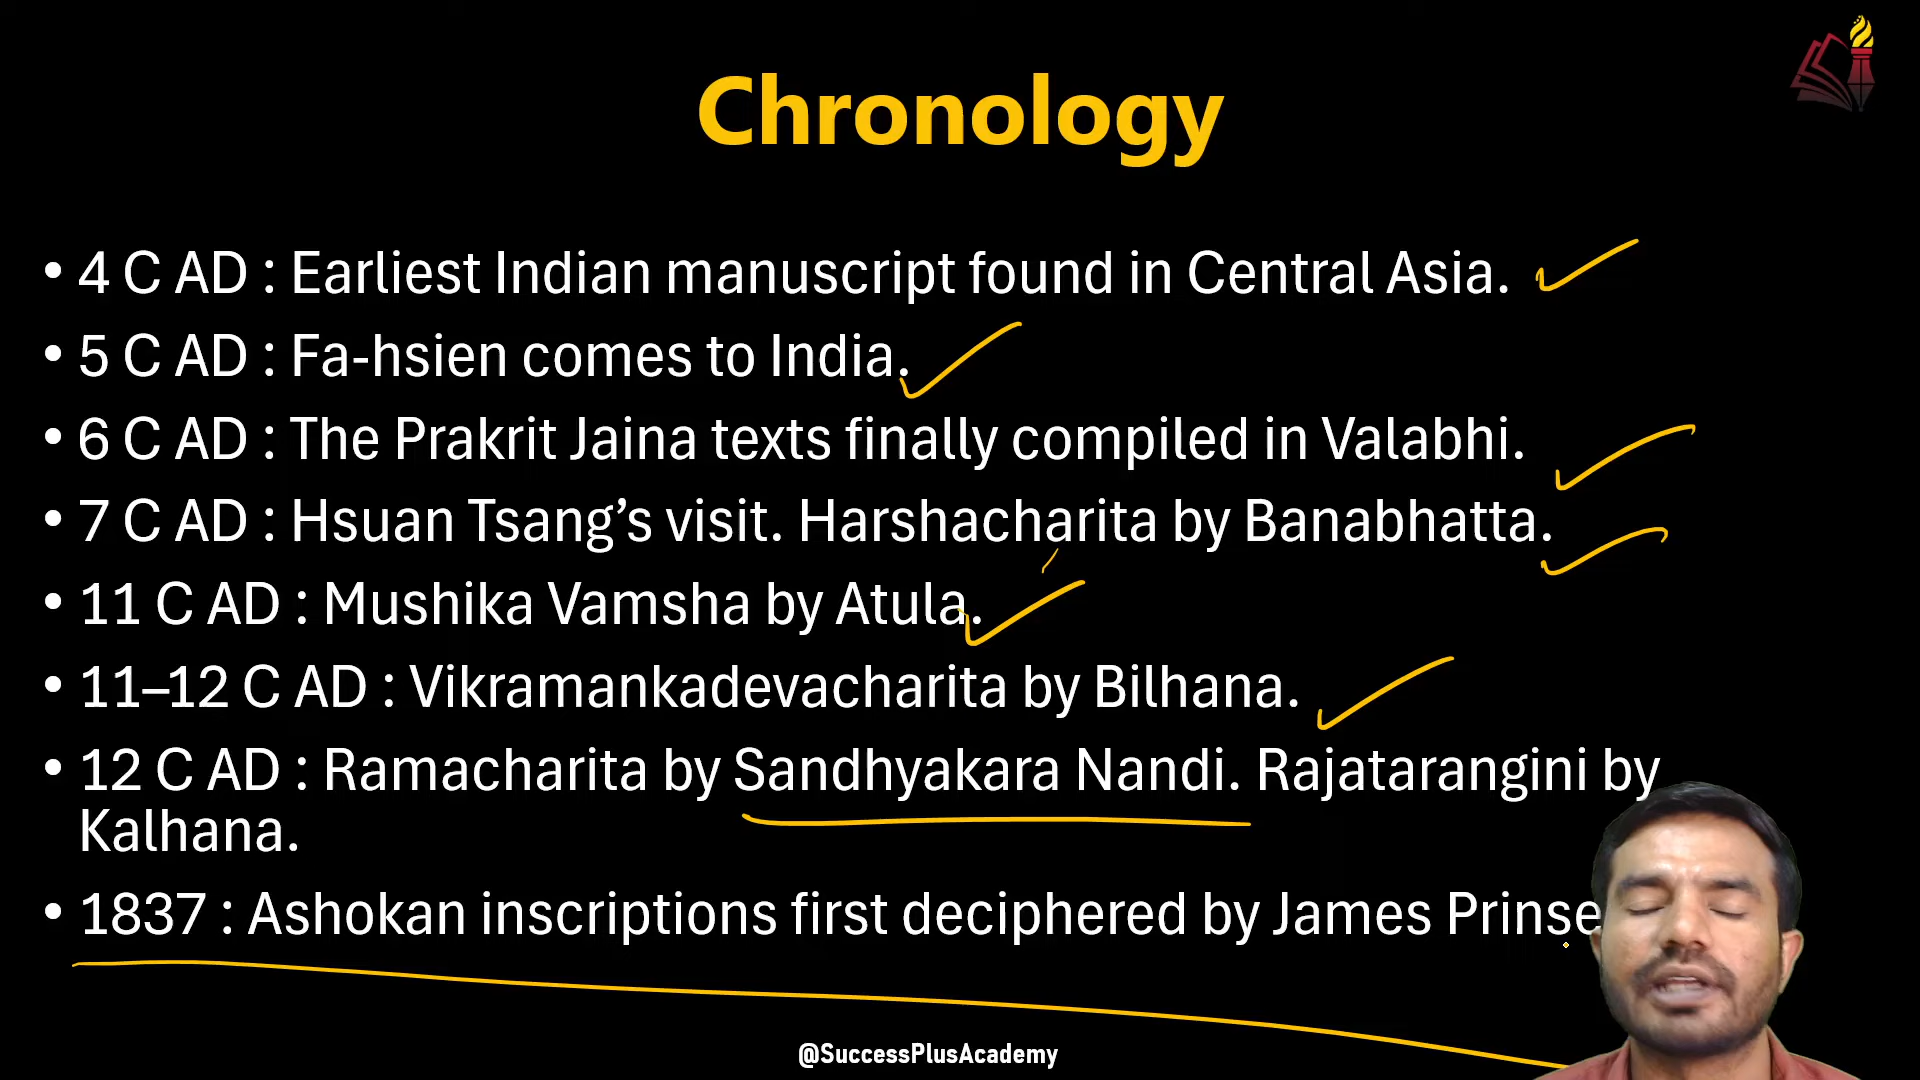 Chronology
• 4 C AD : Earliest Indian manuscript found in Central Asia.
• 5 C AD : Fa-hsien comes to India.
• 6 C AD : The Prakrit Jaina texts finally compiled in Valabhi.
• 7 C AD : Hsuan Tsang’s visit. Harshacharita by Banabhatta.
• 11 C AD : Mushika Vamsha by Atula.
• 11–12 C AD : Vikramankadevacharita by Bilhana.
• 12 C AD : Ramacharita by Sandhyakara Nandi. Rajatarangini by
Kalhana.
• 1837 : Ashokan inscriptions first deciphered by James Prinse
@SuccessPlusAcademy